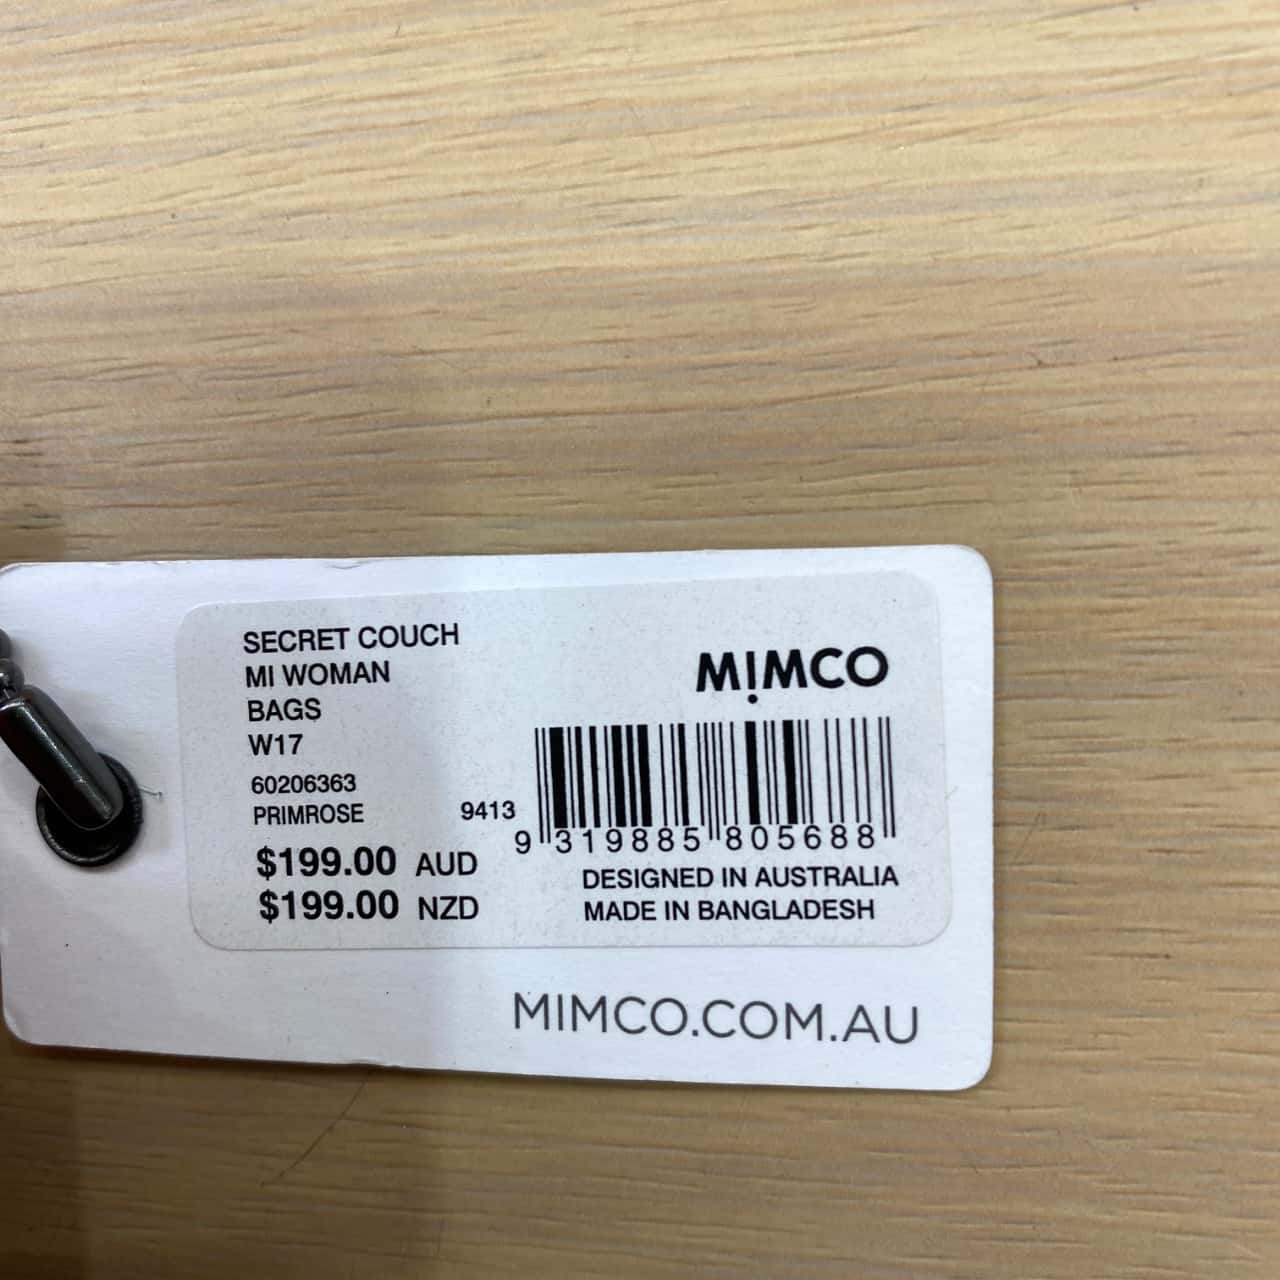 SECRET COUCH
MI WOMAN
BAGS
W17
60206363
PRIMROSE 9413
$199.00 AUD
$199.00 NZD
MIMCO
9 319885 805688
DESIGNED IN AUSTRALIA
MADE IN BANGLADESH
MIMCO.COM.AU